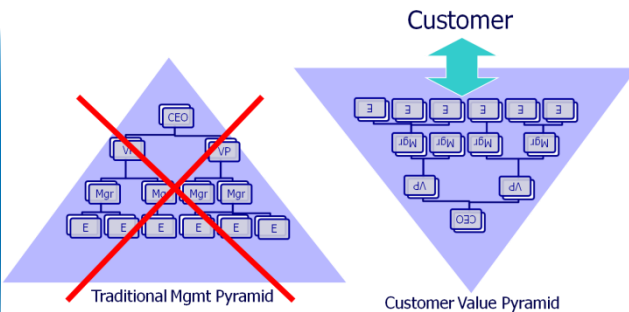 Customer
CEO
VP VP
Mgr Mgr Mgr Mgr
E E E E E E
Traditional Mgmt Pyramid
E E E E E E
Mgr Mgr Mgr Mgr
VP VP
CEO
Customer Value Pyramid